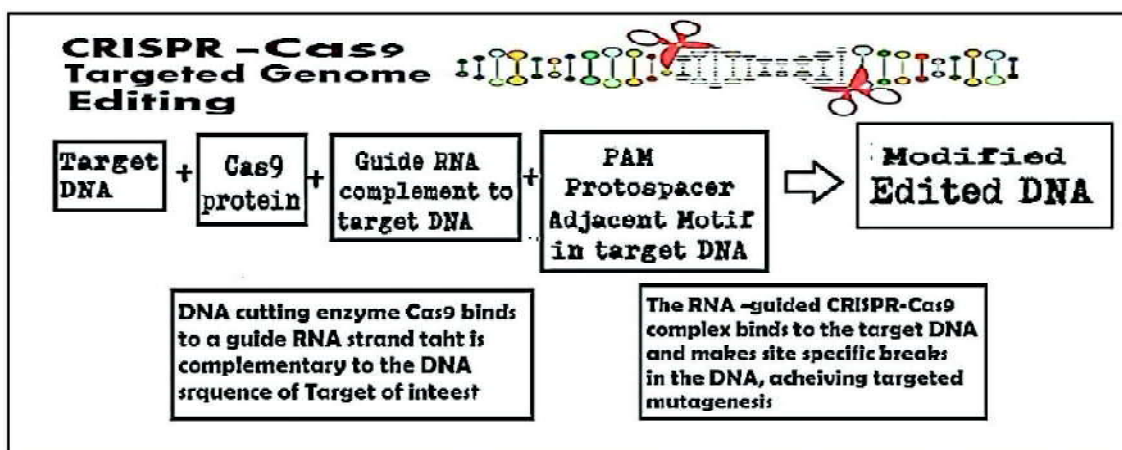 CRISPR -Cas9
Targeted Genome
Editing
Target
DNA
+
Cas9
protein
+
Guide RNA
complement to
target DNA
+
PAM
Protospacer
Adjacent Motif
in target DNA
Modified
Edited DNA
DNA cutting enzyme Cas9 binds
to a guide RNA strand taht is
complementary to the DNA
srquence of Target of inteest
The RNA -guided CRISPR-Cas9
complex binds to the target DNA
and makes site specific breaks
in the DNA, acheiving targeted
mutagenesis